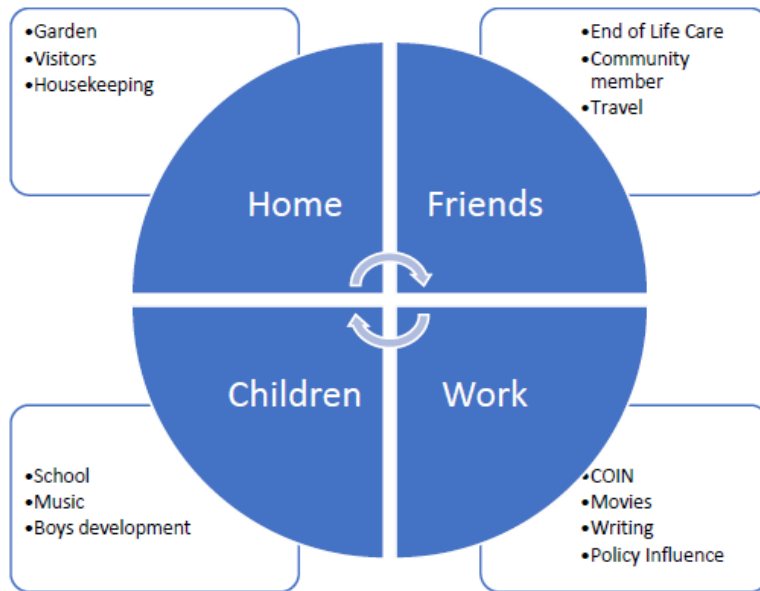 •Garden
•Visitors
•Housekeeping
•End of Life Care
•Community
member
•Travel
Home
Friends
Children
Work
•School
•Music
•Boys development
•COIN
•Movies
•Writing
•Policy Influence